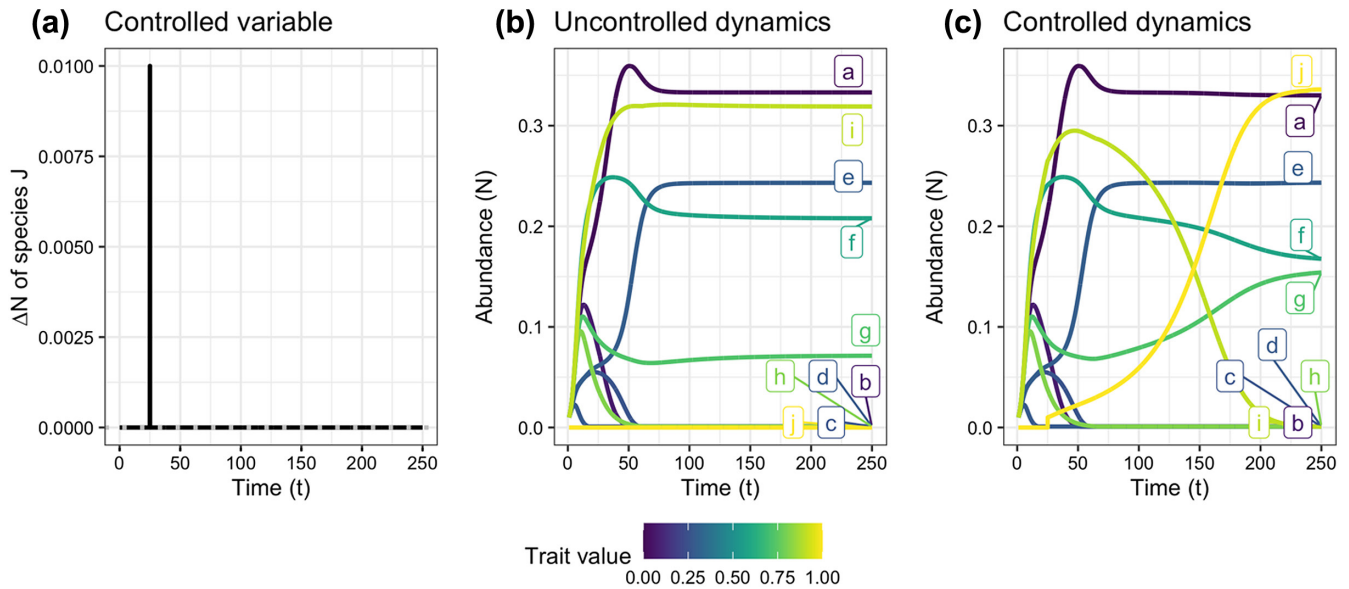 (a) Controlled variable
0.0100
0.0075
0.0050
0.0025
0.0000
ΔN of species J
0 50 100 150 200 250
Time (t)
(b) Uncontrolled dynamics
0.3
0.2
0.1
0.0
Abundance (N)
a
i
e
f
g
h d b
j c
0 50 100 150 200 250
Time (t)
(c) Controlled dynamics
0.3
0.2
0.1
0.0
Abundance (N)
j
a
e
f
g
d
c h
i b
0 50 100 150 200 250
Time (t)
Trait value
0.00 0.25 0.50 0.75 1.00